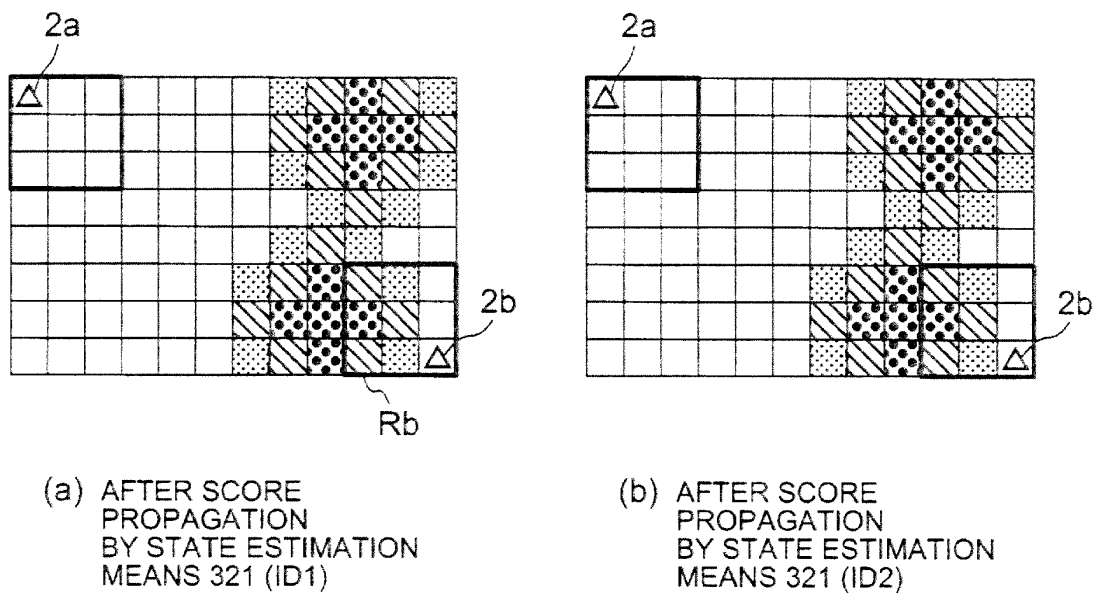 2a
2a
2b
2b
Rb
(a) AFTER SCORE
PROPAGATION
BY STATE ESTIMATION
MEANS 321 (ID1)
(b) AFTER SCORE
PROPAGATION
BY STATE ESTIMATION
MEANS 321 (ID2)